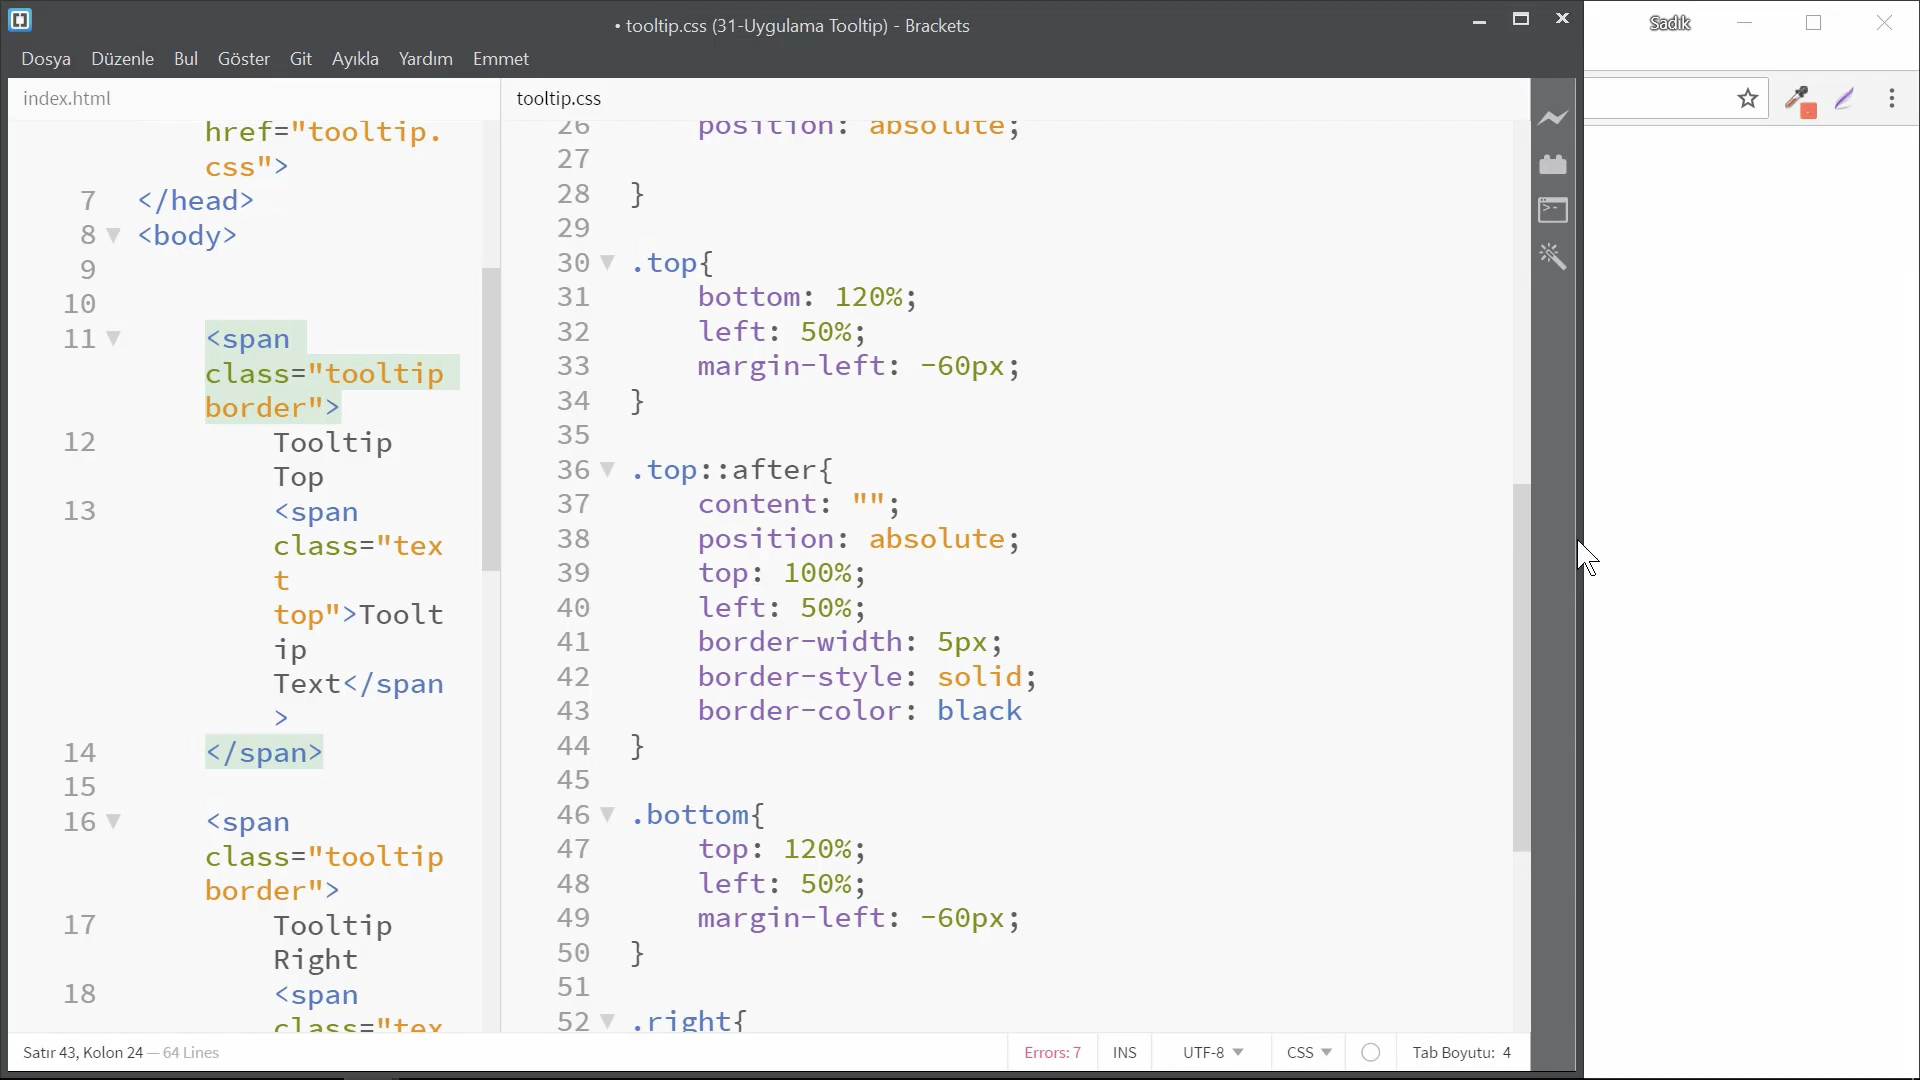 • tooltip.css (31-Uygulama Tooltip) - Brackets
Sadık
Dosya Düzenle Bul Göster Git Ayıkla Yardım Emmet
index.html
href="tooltip.
css">
7 </head>
8 <body>
9
10
11 <span
class="tooltip
border">
12 Tooltip
Top
13 <span
class="tex
t
top">Toolt
ip
Text</span
>
14 </span>
15
16 <span
class="tooltip
border">
17 Tooltip
Right
18 <span
class="tex
tooltip.css
26 position: absolute;
27
28 }
29
30 .top{
31 bottom: 120%;
32 left: 50%;
33 margin-left: -60px;
34 }
35
36 .top::after{
37 content: "";
38 position: absolute;
39 top: 100%;
40 left: 50%;
41 border-width: 5px;
42 border-style: solid;
43 border-color: black
44 }
45
46 .bottom{
47 top: 120%;
48 left: 50%;
49 margin-left: -60px;
50 }
51
52 .right{
Satır 43, Kolon 24 — 64 Lines
Errors: 7 INS UTF-8 CSS Tab Boyutu: 4